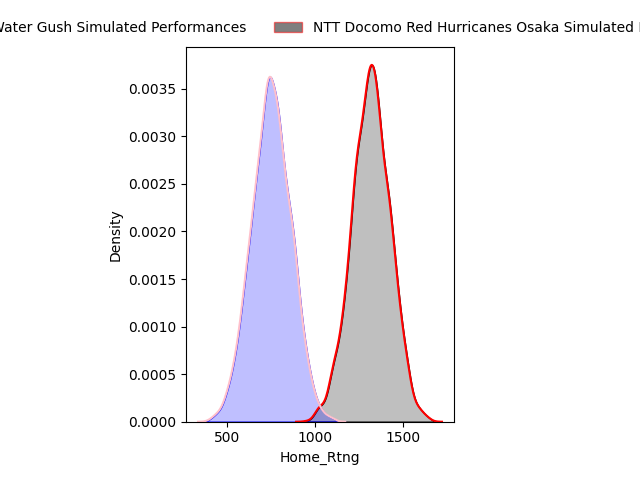 Water Gush Simulated Performances
NTT Docomo Red Hurricanes Osaka Simulated
0.0035
0.0030
0.0025
0.0020
0.0015
0.0010
0.0005
0.0000
Density
500
1000
1500
Home_Rtng